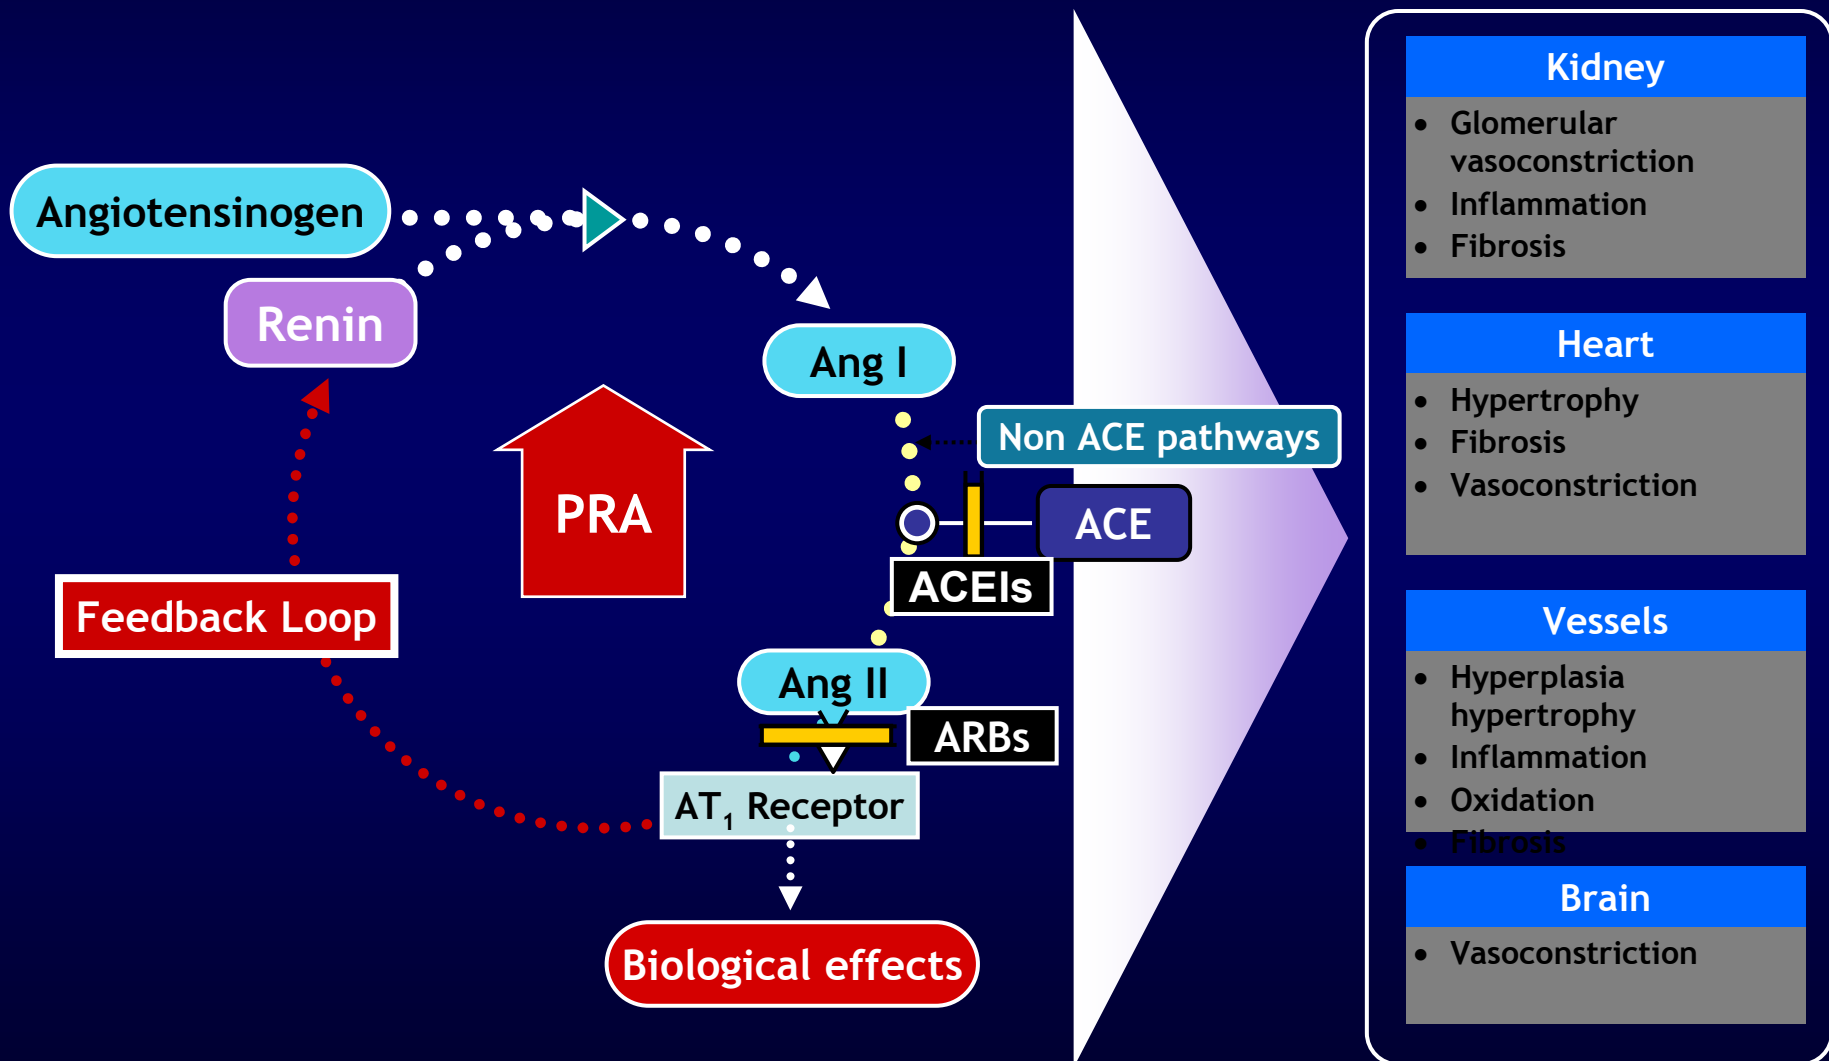 Angiotensinogen
Renin
Ang I
Non ACE pathways
PRA
ACE
ACEIs
Feedback Loop
Ang II
ARBs
AT1 Receptor
Biological effects
Kidney
• Glomerular
vasoconstriction
• Inflammation
• Fibrosis
Heart
• Hypertrophy
• Fibrosis
• Vasoconstriction
Vessels
• Hyperplasia
hypertrophy
• Inflammation
• Oxidation
• Fibrosis
Brain
• Vasoconstriction